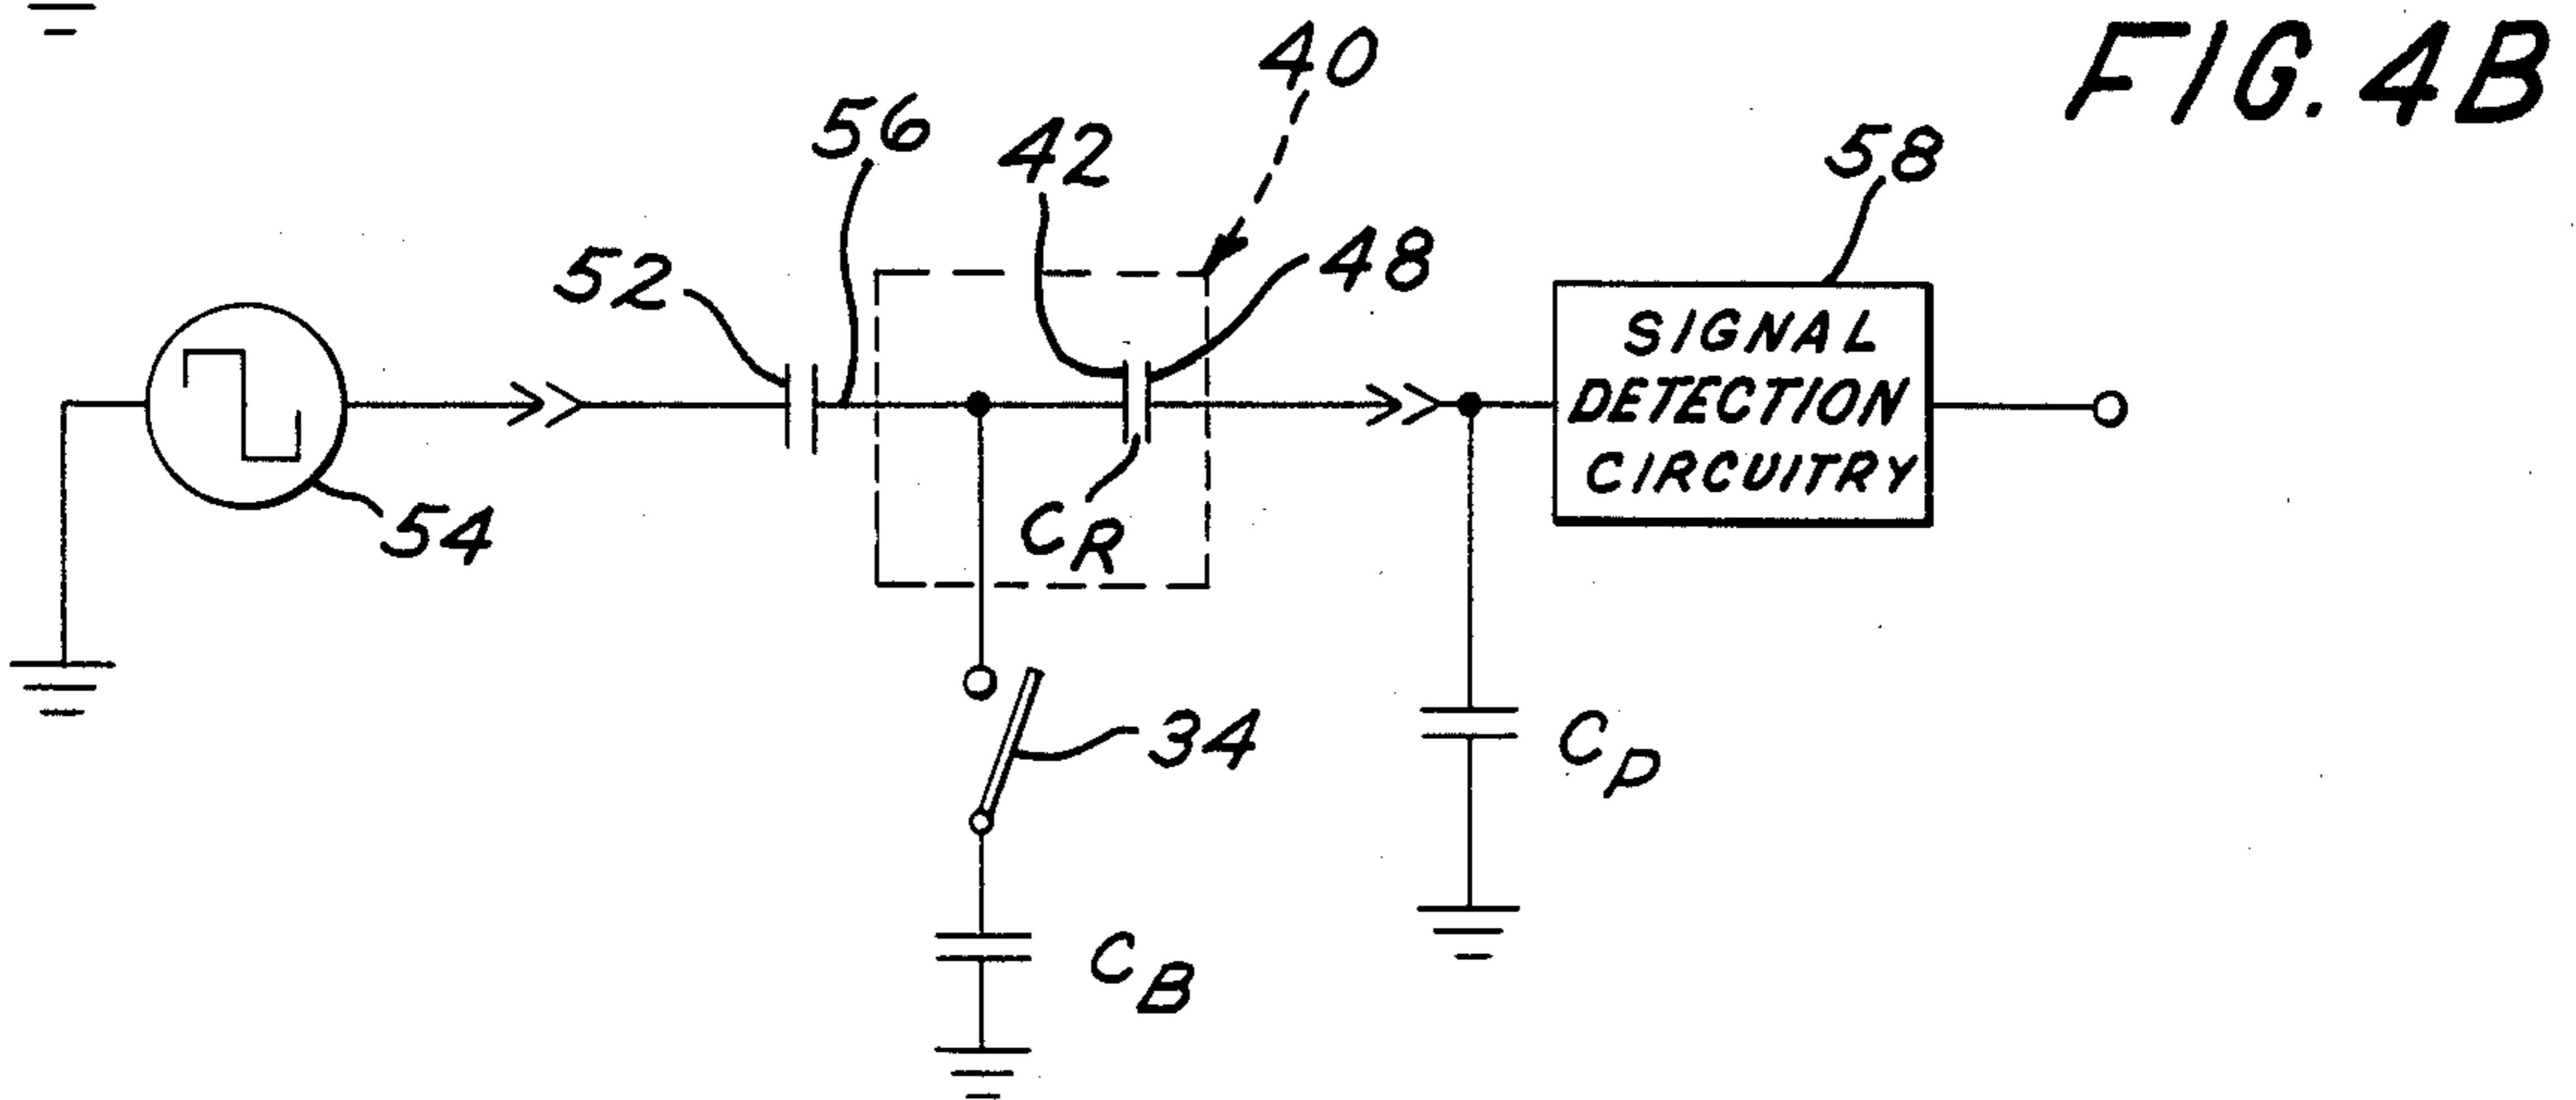 FIG. 4B
40
56
42
58
52
48
SIGNAL
DETECTION
CIRCUITRY
54
CR
34
CP
CB